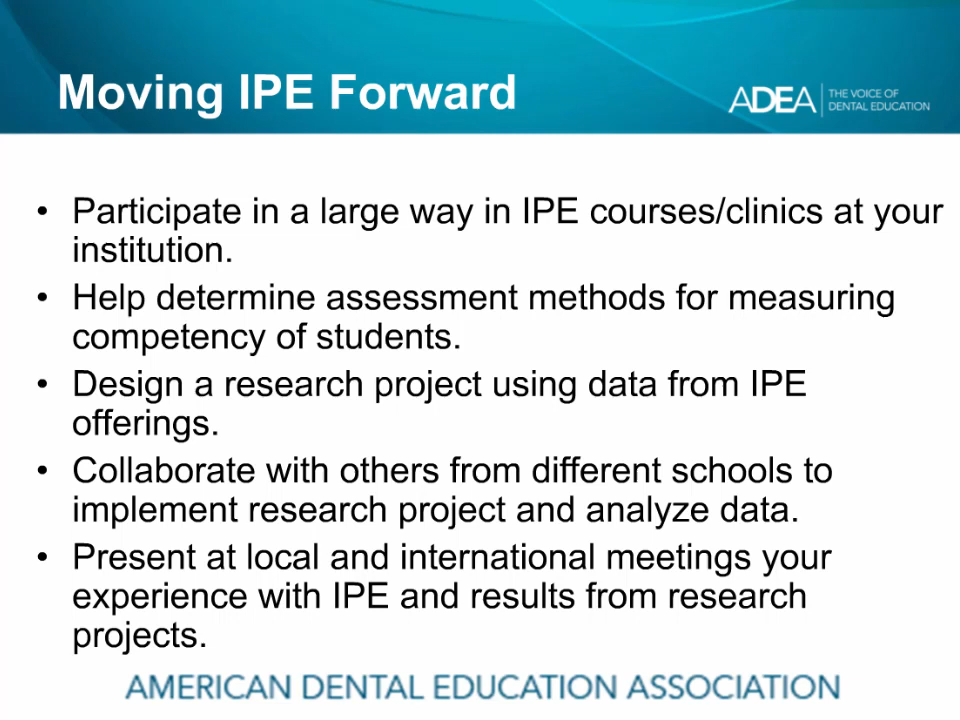 Moving IPE Forward
ADEA THE VOICE OF
DENTAL EDUCATION
• Participate in a large way in IPE courses/clinics at your
institution.
• Help determine assessment methods for measuring
competency of students.
• Design a research project using data from IPE
offerings.
• Collaborate with others from different schools to
implement research project and analyze data.
• Present at local and international meetings your
experience with IPE and results from research
projects.
AMERICAN DENTAL EDUCATION ASSOCIATION